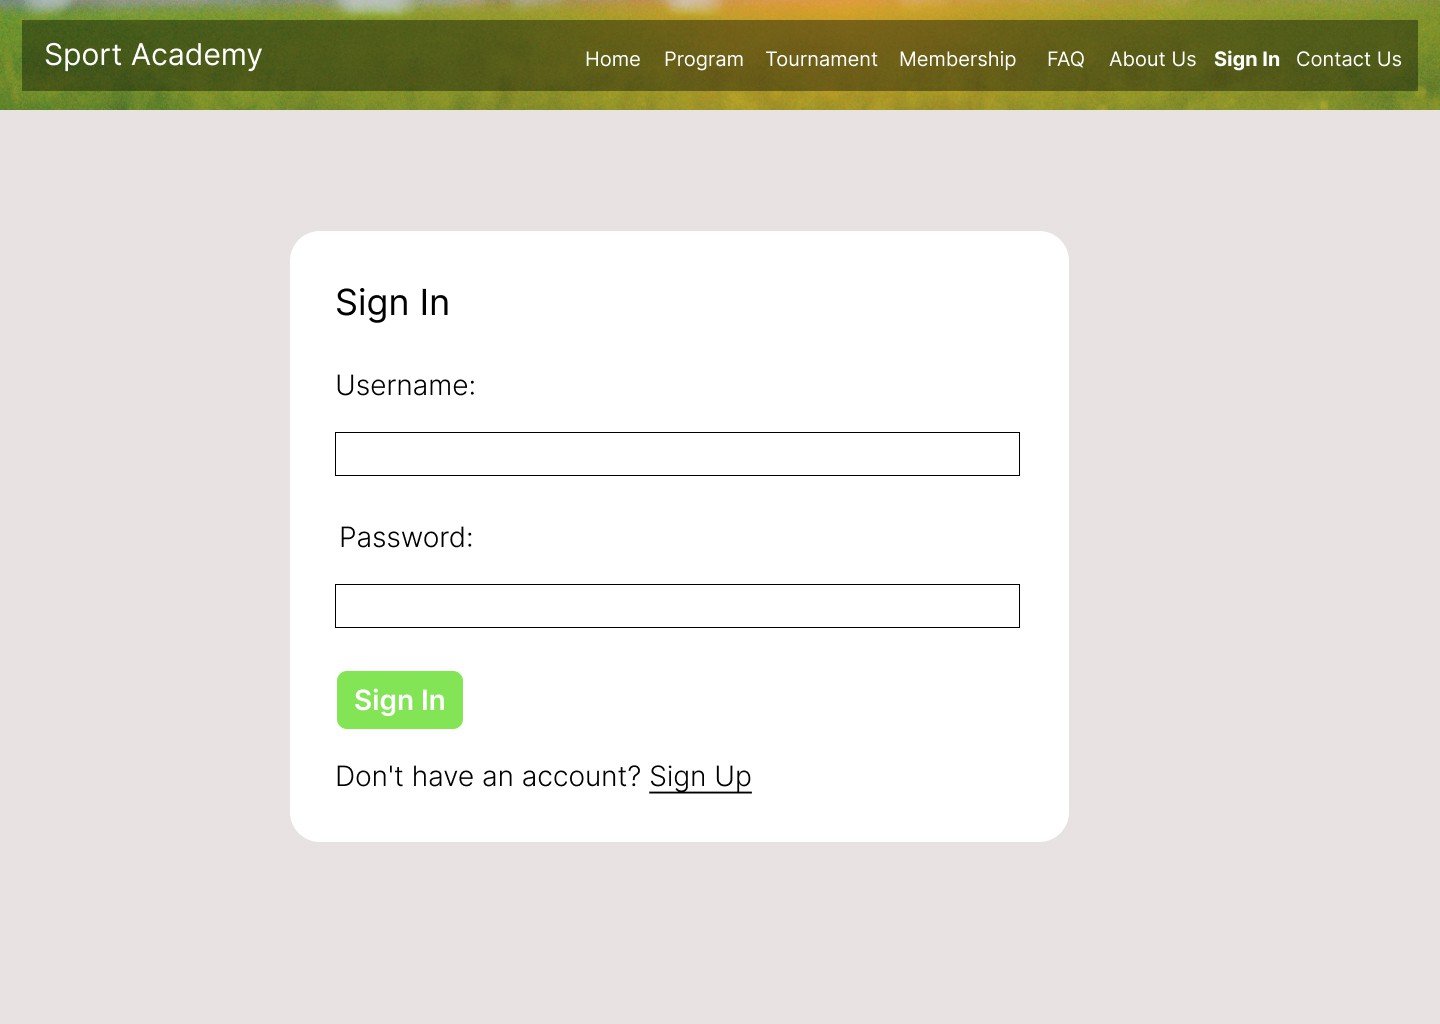 Sport Academy
Home Program Tournament Membership FAQ About Us Sign In Contact Us
Sign In
Username:
Password:
Sign In
Don't have an account? Sign Up